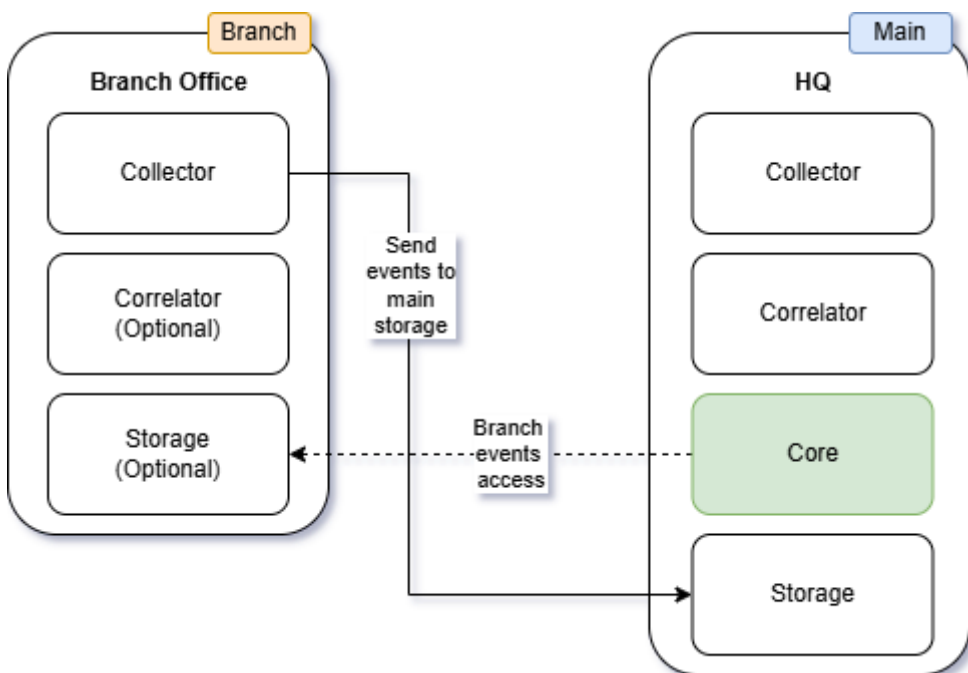 Branch
Branch Office
Collector
Correlator
(Optional)
Storage
(Optional)
Send
events to
main
storage
Branch
events
access
Main
HQ
Collector
Correlator
Core
Storage